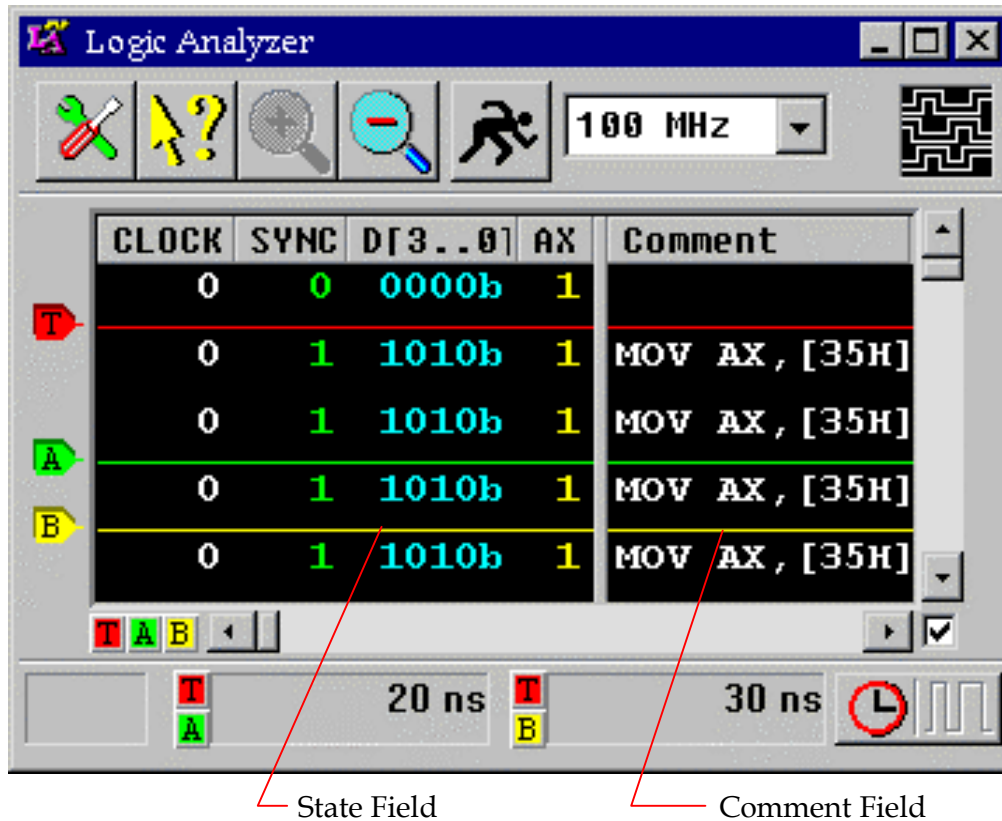 Logic Analyzer
100 MHz
CLOCK SYNC D[3..0] AX Comment
0 0 0000b 1
T
0 1 1010b 1 MOV AX,[35H]
0 1 1010b 1 MOV AX,[35H]
A
0 1 1010b 1 MOV AX,[35H]
B
0 1 1010b 1 MOV AX,[35H]
T A B
T A 20 ns T B 30 ns
State Field Comment Field